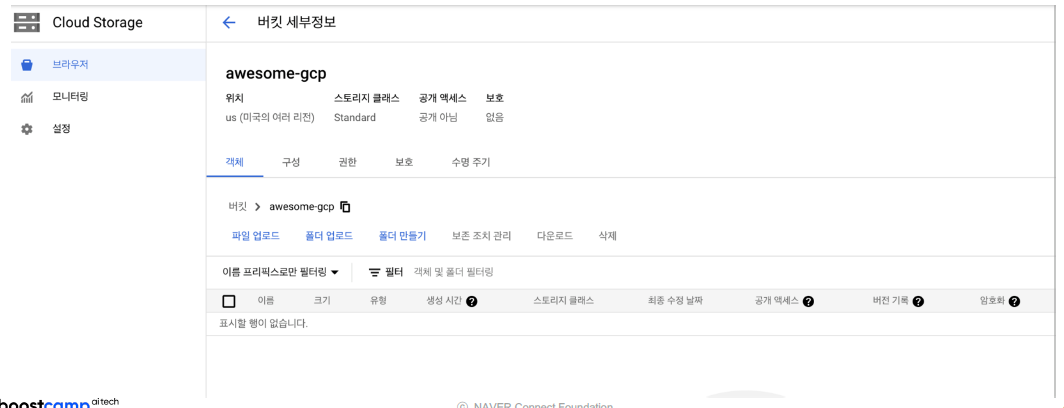 Cloud Storage
버킷 세부정보
브라우저
모니터링
설정
awesome-gcp
위치 스토리지 클래스 공개 액세스 보호
us (미국의 여러 리전) Standard 공개 아님 없음
객체 구성 권한 보호 수명 주기
버킷 > awesome-gcp
파일 업로드 폴더 업로드 폴더 만들기 보존 조치 관리 다운로드 삭제
이름 프리픽스로만 필터링 필터 객체 및 폴더 필터링
이름 크기 유형 생성 시간 스토리지 클래스 최종 수정 날짜 공개 액세스 버전 기록 암호화
표시할 행이 없습니다.
boostcamp aitech
© NAVER Connect Foundation